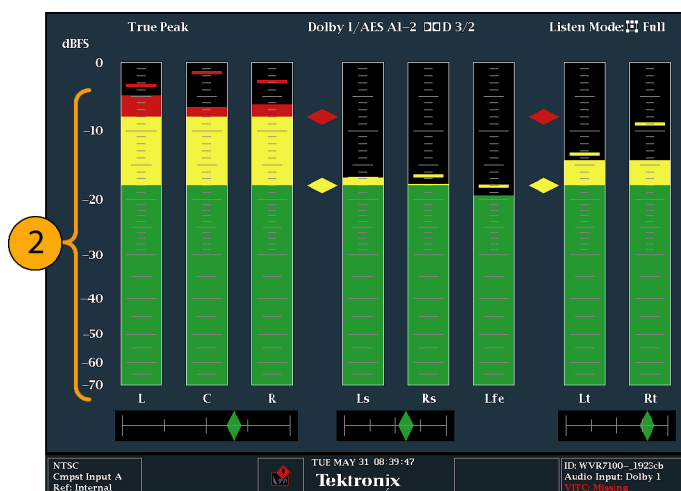 True Peak
Dolby 1/AES A1-2 DD D 3/2
Listen Mode: Full
dBFS
0
-10
-20
-30
-40
-50
-60
-70
2
L C R Ls Rs Lfe Lt Rt
NTSC
Cmpst Input A
Ref: Internal
TUE MAY 31 08:39:47
Tektronix
ID: WVR7100-_1923cb
Audio Input: Dolby 1
VITC: Missing